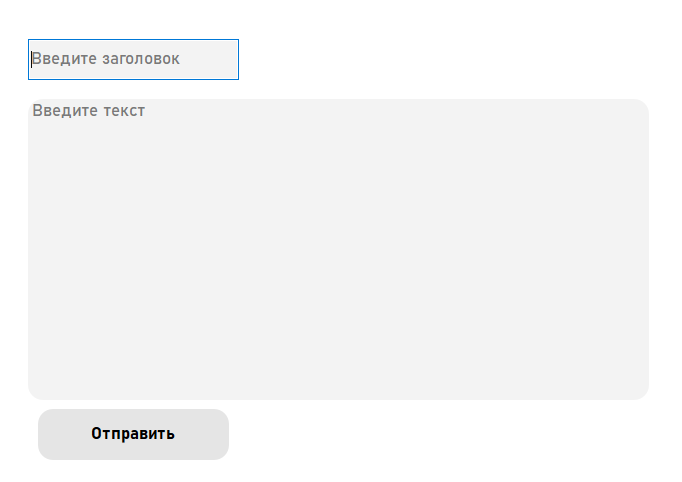 Введите заголовок
Введите текст
Отправить